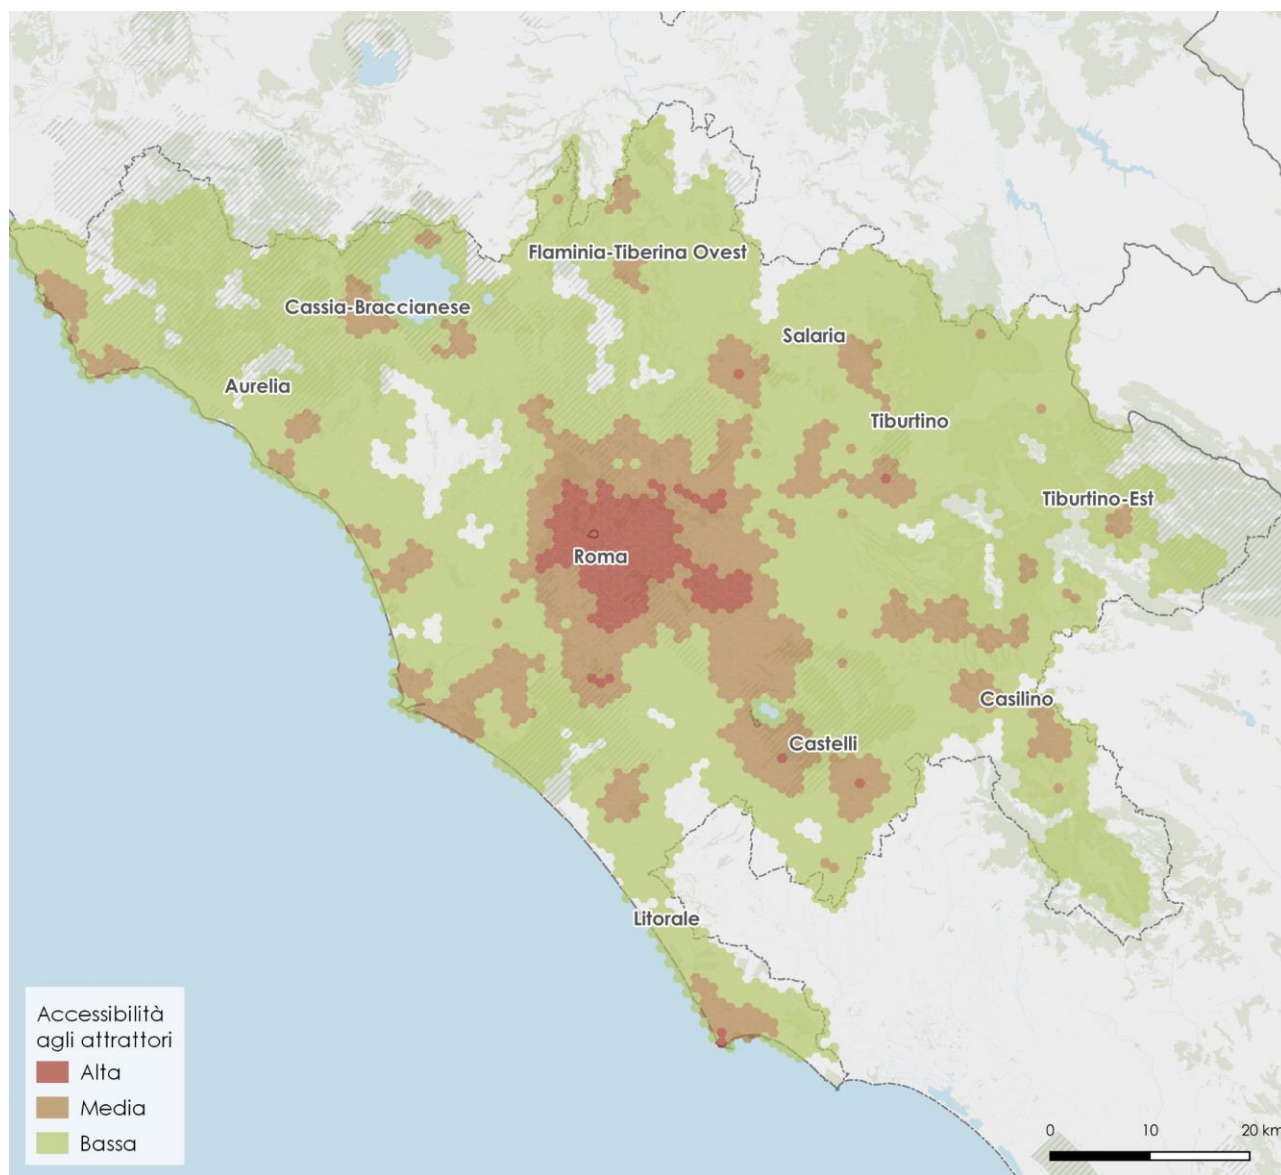 Flaminia-Tiberina Ovest
Cassia-Braccianese
Salaria
Aurelia
Tiburtino
Tiburtino-Est
Roma
Casilino
Castelli
Litorale
Accessibilità
agli attrattori
Alta
Media
Bassa
0 10 20 km